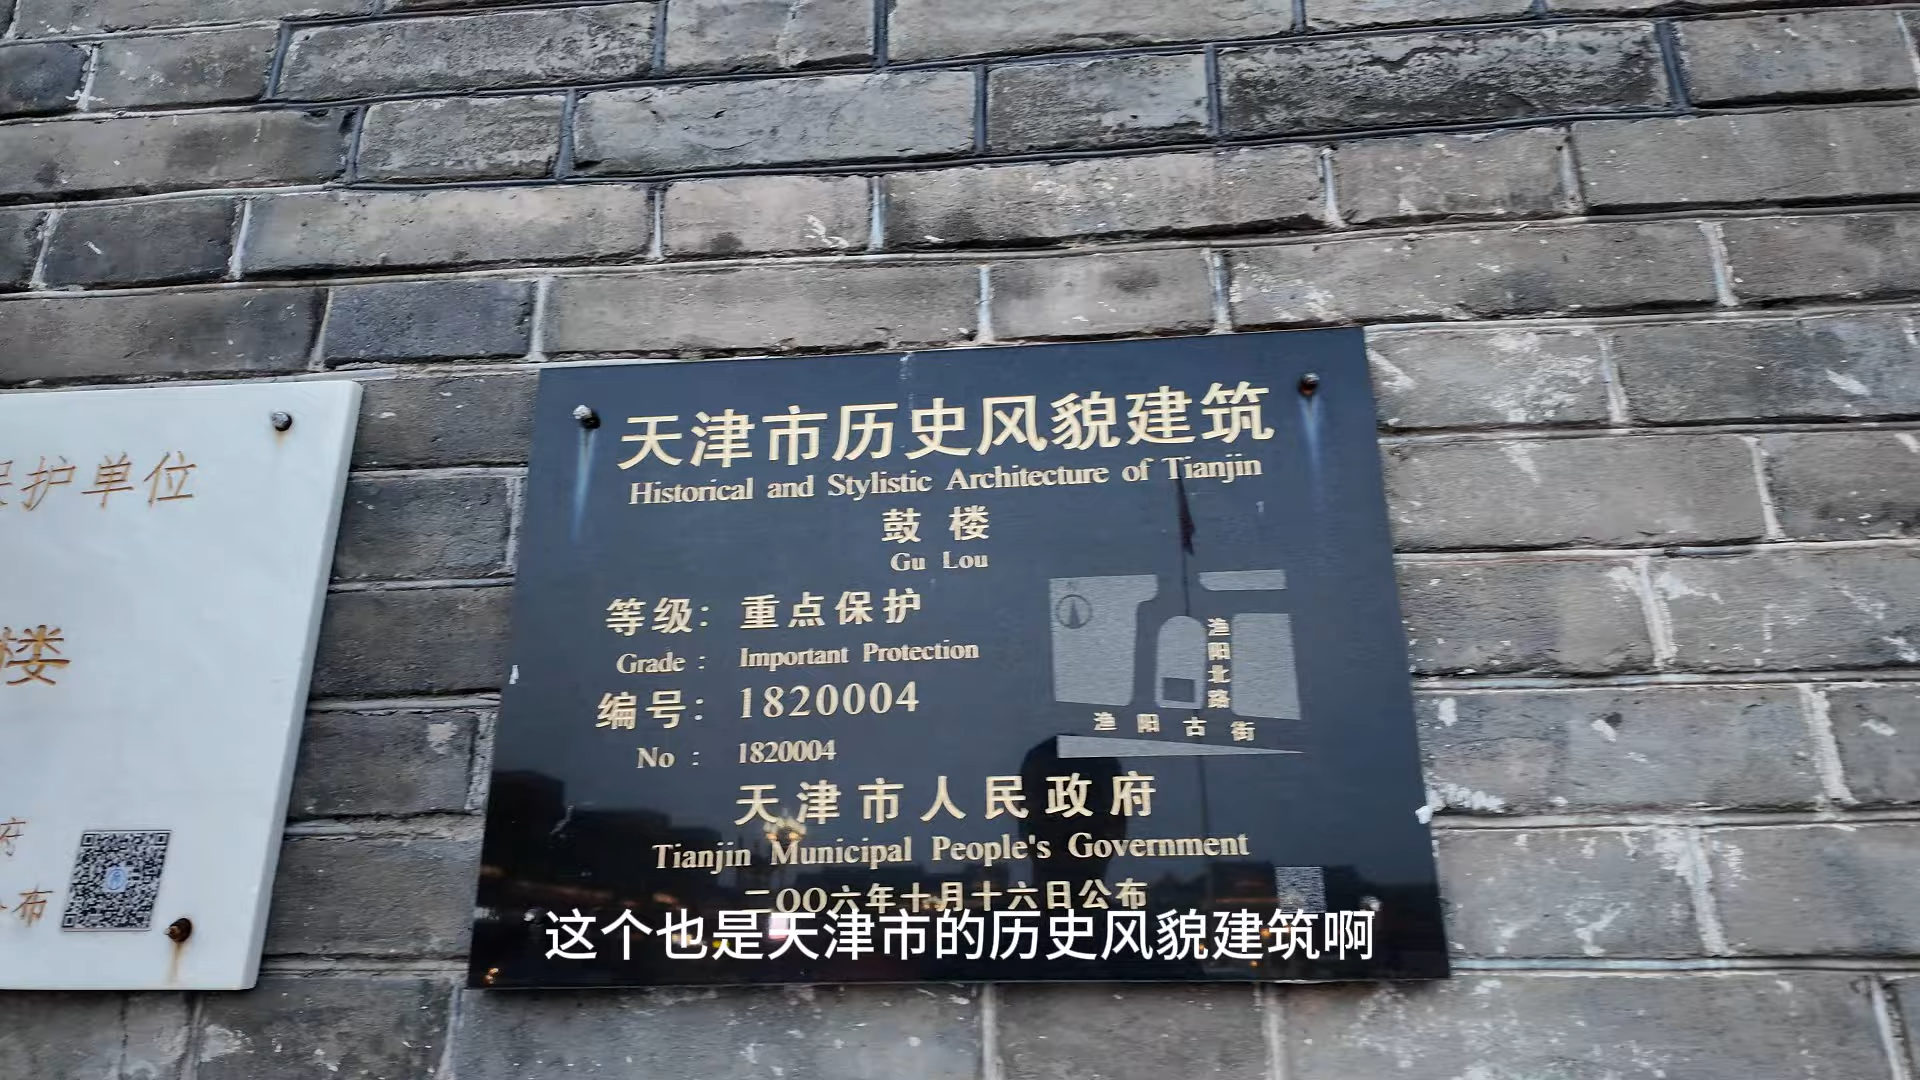 保护单位
楼
府
布
天津市历史风貌建筑
Historical and Stylistic Architecture of Tianjin
鼓楼
Gu Lou
等级：重点保护
Grade : Important Protection
编号：1820004
No : 1820004
渔阳北路
渔阳古街
天津市人民政府
Tianjin Municipal People's Government
二〇〇六年十月十六日公布
这个也是天津市的历史风貌建筑啊